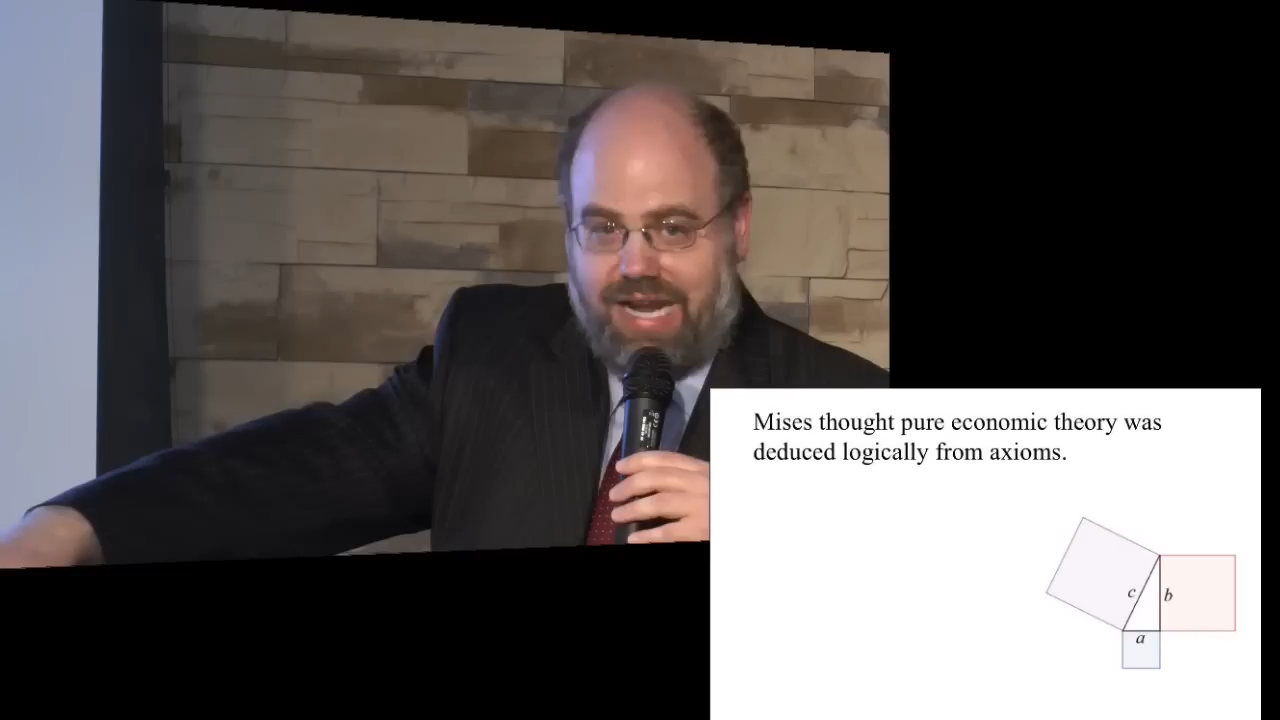 Mises thought pure economic theory was
deduced logically from axioms.
c
b
a